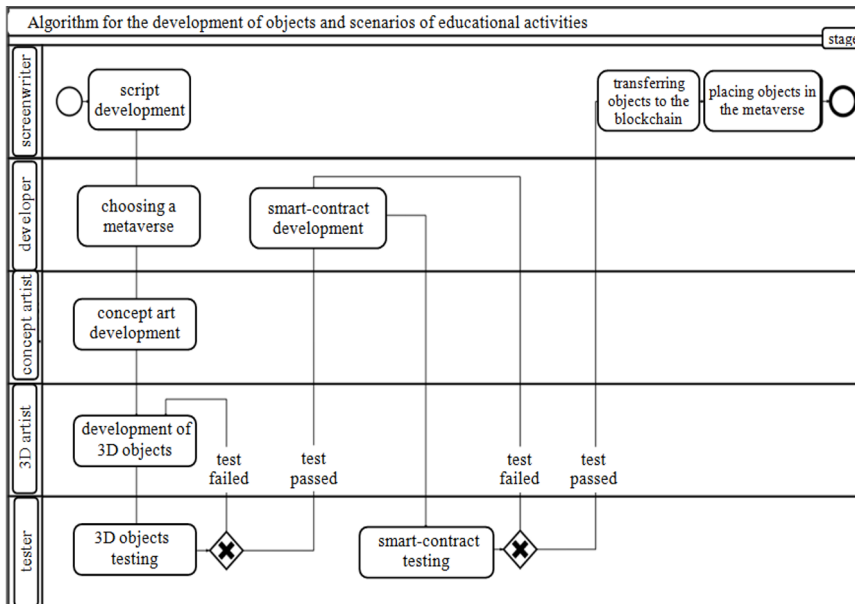 Algorithm for the development of objects and scenarios of educational activities
stage
screenwriter
script
development
transferring
objects to the
blockchain
placing objects in
the metaverse
developer
choosing a
metaverse
smart-contract
development
concept artist
concept art
development
3D artist
development of
3D objects
test
failed
test
passed
test
failed
test
passed
tester
3D objects
testing
smart-contract
testing